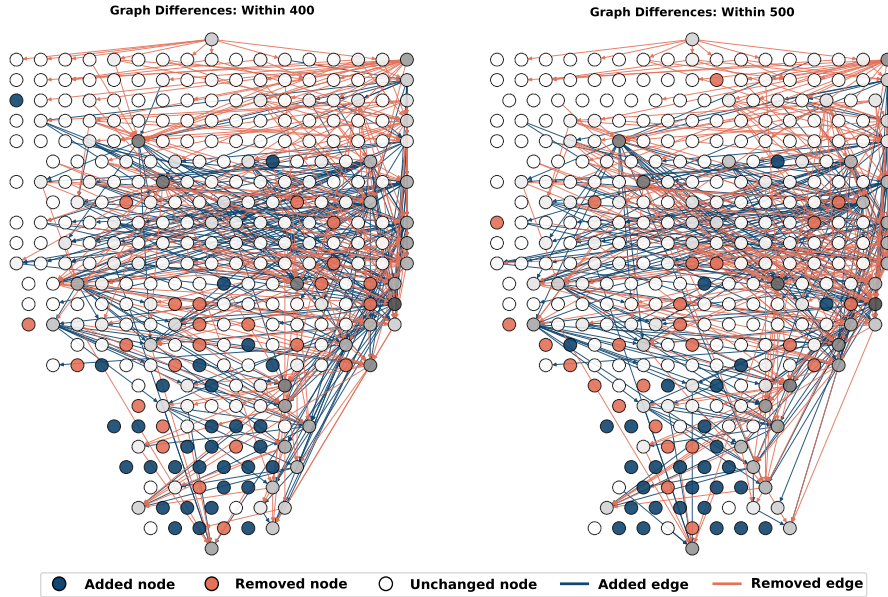 Graph Differences: Within 400
Graph Differences: Within 500
Added node
Removed node
Unchanged node
Added edge
Removed edge